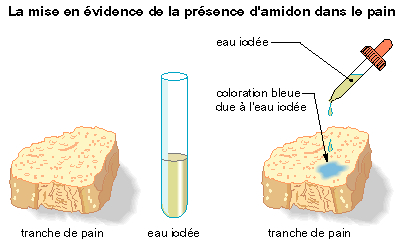 La mise en évidence de la présence d'amidon dans le pain
eau iodée
coloration bleue
due à l'eau iodée
tranche de pain
eau iodée
tranche de pain